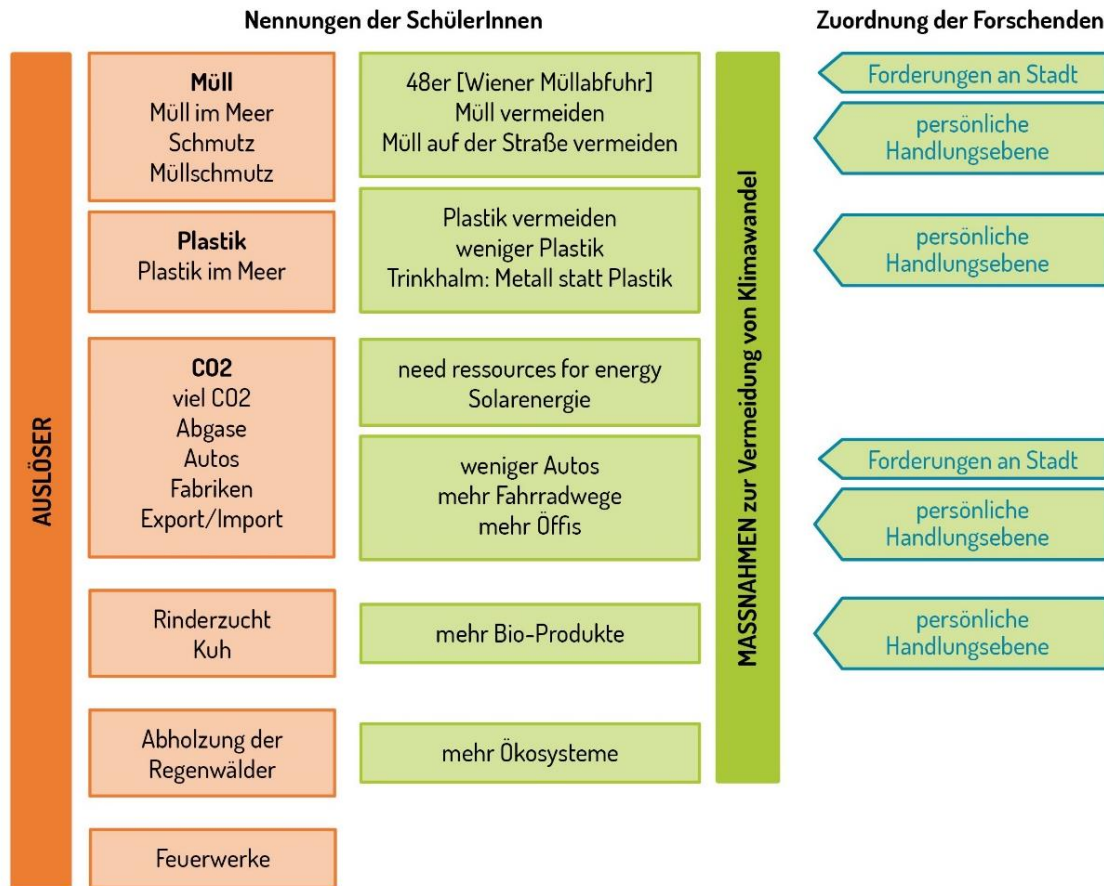 Nennungen der SchülerInnen
Zuordnung der Forschenden
AUSLÖSER
Müll
Müll im Meer
Schmutz
Müllschmutz
48er [Wiener Müllabfuhr]
Müll vermeiden
Müll auf der Straße vermeiden
Plastik
Plastik im Meer
Plastik vermeiden
weniger Plastik
Trinkhalm: Metall statt Plastik
CO2
viel CO2
Abgase
Autos
Fabriken
Export/Import
need ressources for energy
Solarenergie
weniger Autos
mehr Fahrradwege
mehr Öffis
Rinderzucht
Kuh
mehr Bio-Produkte
Abholzung der
Regenwälder
mehr Ökosysteme
Feuerwerke
MASSNAHMEN zur Vermeidung von Klimawandel
Forderungen an Stadt
persönliche
Handlungsebene
persönliche
Handlungsebene
Forderungen an Stadt
persönliche
Handlungsebene
persönliche
Handlungsebene